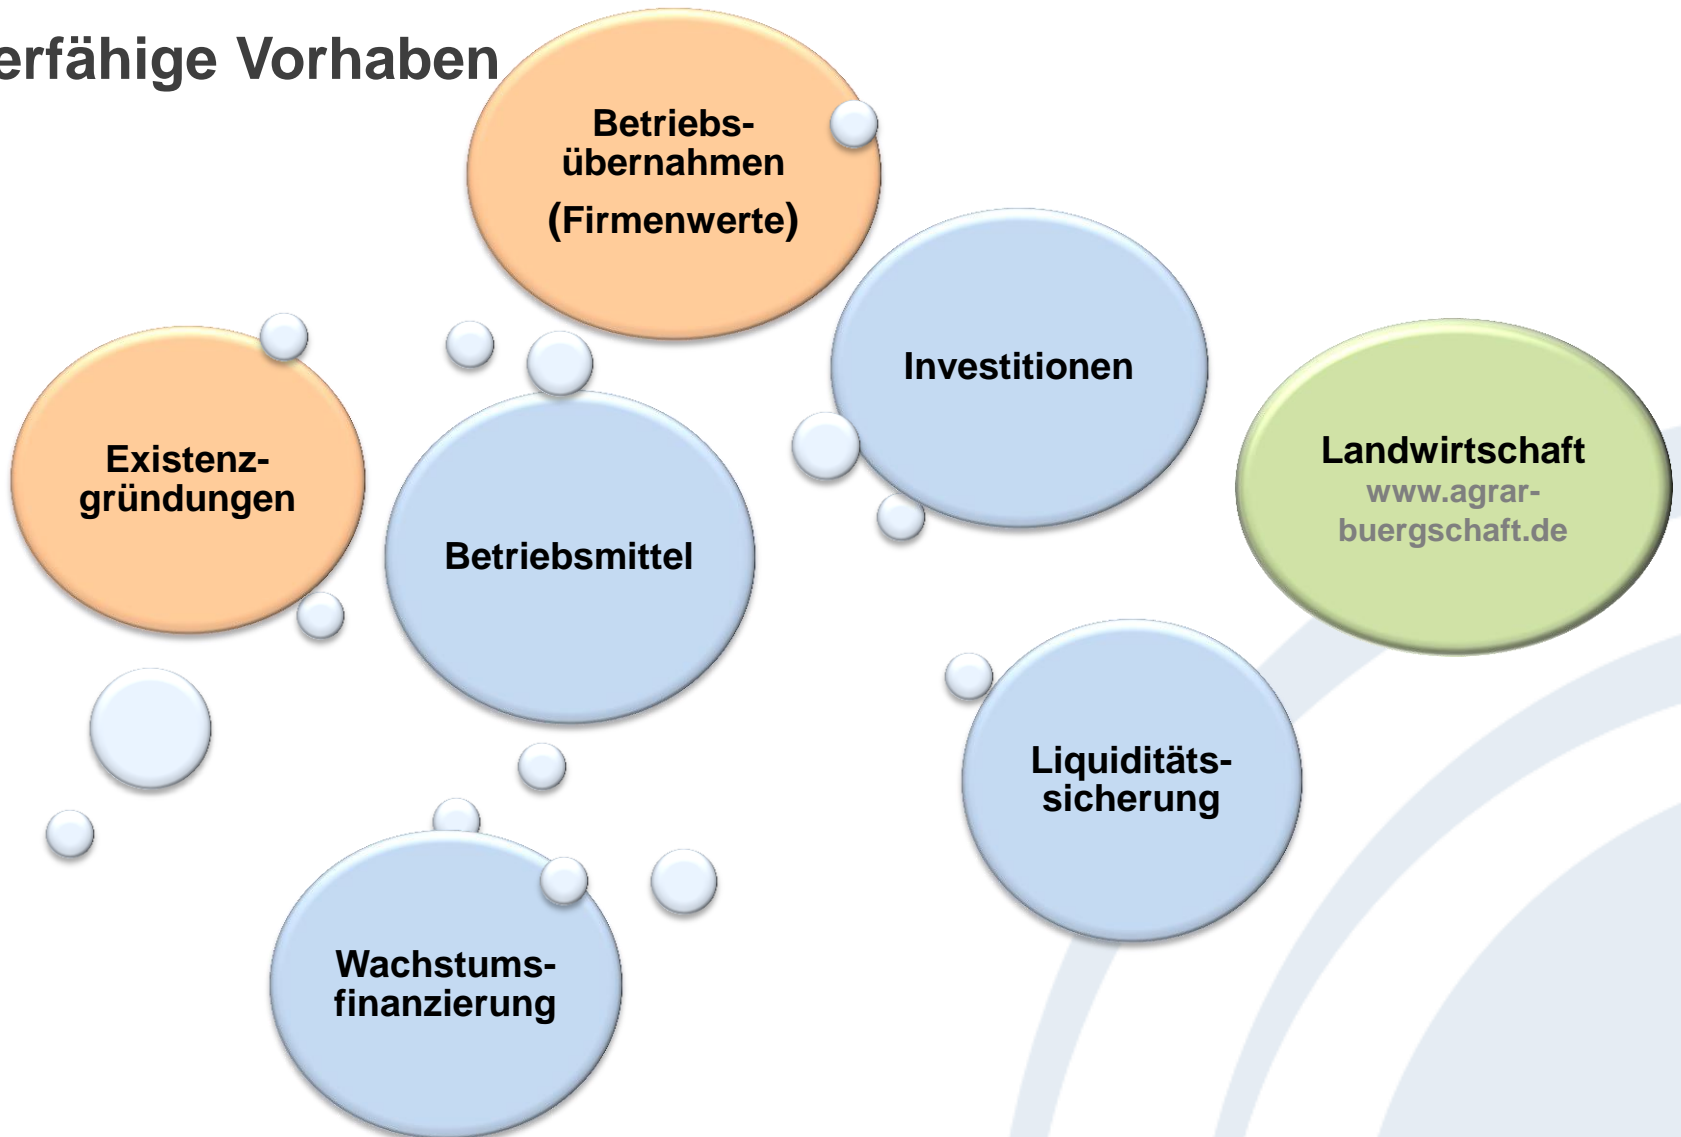 erfähige Vorhaben
Betriebs-
übernahmen
(Firmenwerte)
Investitionen
Existenz-
gründungen
Landwirtschaft
www.agrar-
buergschaft.de
Betriebsmittel
Liquiditäts-
sicherung
Wachstums-
finanzierung